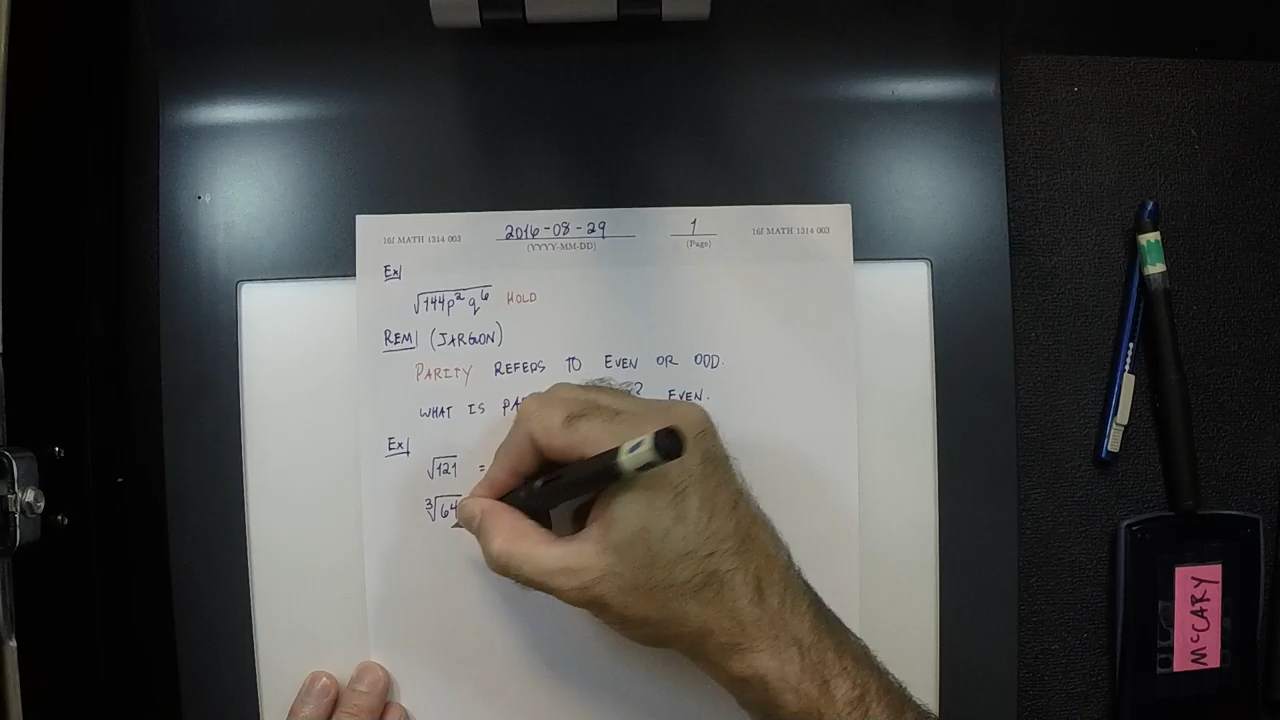 16f MATH 1314 003 2016-08-29 1 16f MATH 1314 003
(YYYY-MM-DD) (Page)
Ex|
√144p²q⁶ HOLD
REM| (JARGON)
PARITY REFERS TO EVEN OR ODD.
WHAT IS ? EVEN.
Ex|
√121 =
³√64
McCARY